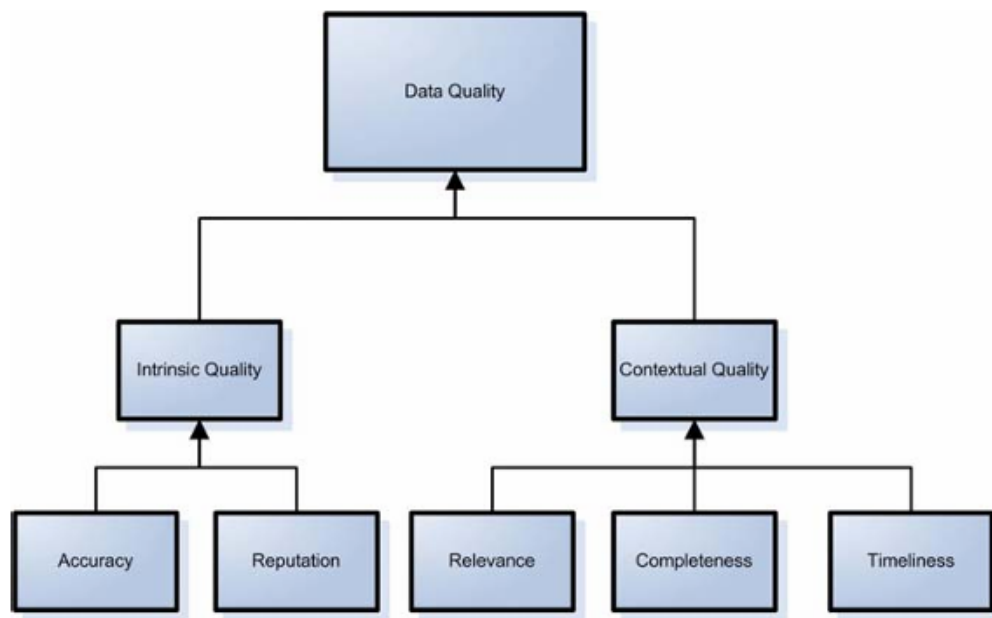 Data Quality
Intrinsic Quality
Contextual Quality
Accuracy
Reputation
Relevance
Completeness
Timeliness